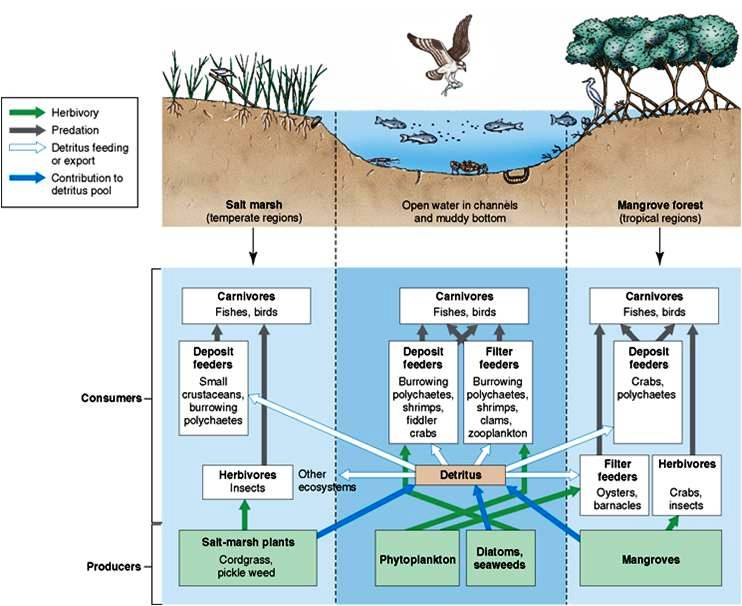 Herbivory
Predation
Detritus feeding
or export
Contribution to
detritus pool
Salt marsh
(temperate regions)
Open water in channels
and muddy bottom
Mangrove forest
(tropical regions)
Consumers
Producers
Carnivores
Fishes, birds
Deposit
feeders
Small
crustaceans,
burrowing
polychaetes
Herbivores
Insects
Other
ecosystems
Salt-marsh plants
Cordgrass,
pickle weed
Carnivores
Fishes, birds
Deposit
feeders
Burrowing
polychaetes,
shrimps,
fiddler
crabs
Filter
feeders
Burrowing
polychaetes,
shrimps,
clams,
zooplankton
Detritus
Phytoplankton
Diatoms,
seaweeds
Carnivores
Fishes, birds
Deposit
feeders
Crabs,
polychaetes
Filter
feeders
Oysters,
barnacles
Herbivores
Crabs,
insects
Mangroves